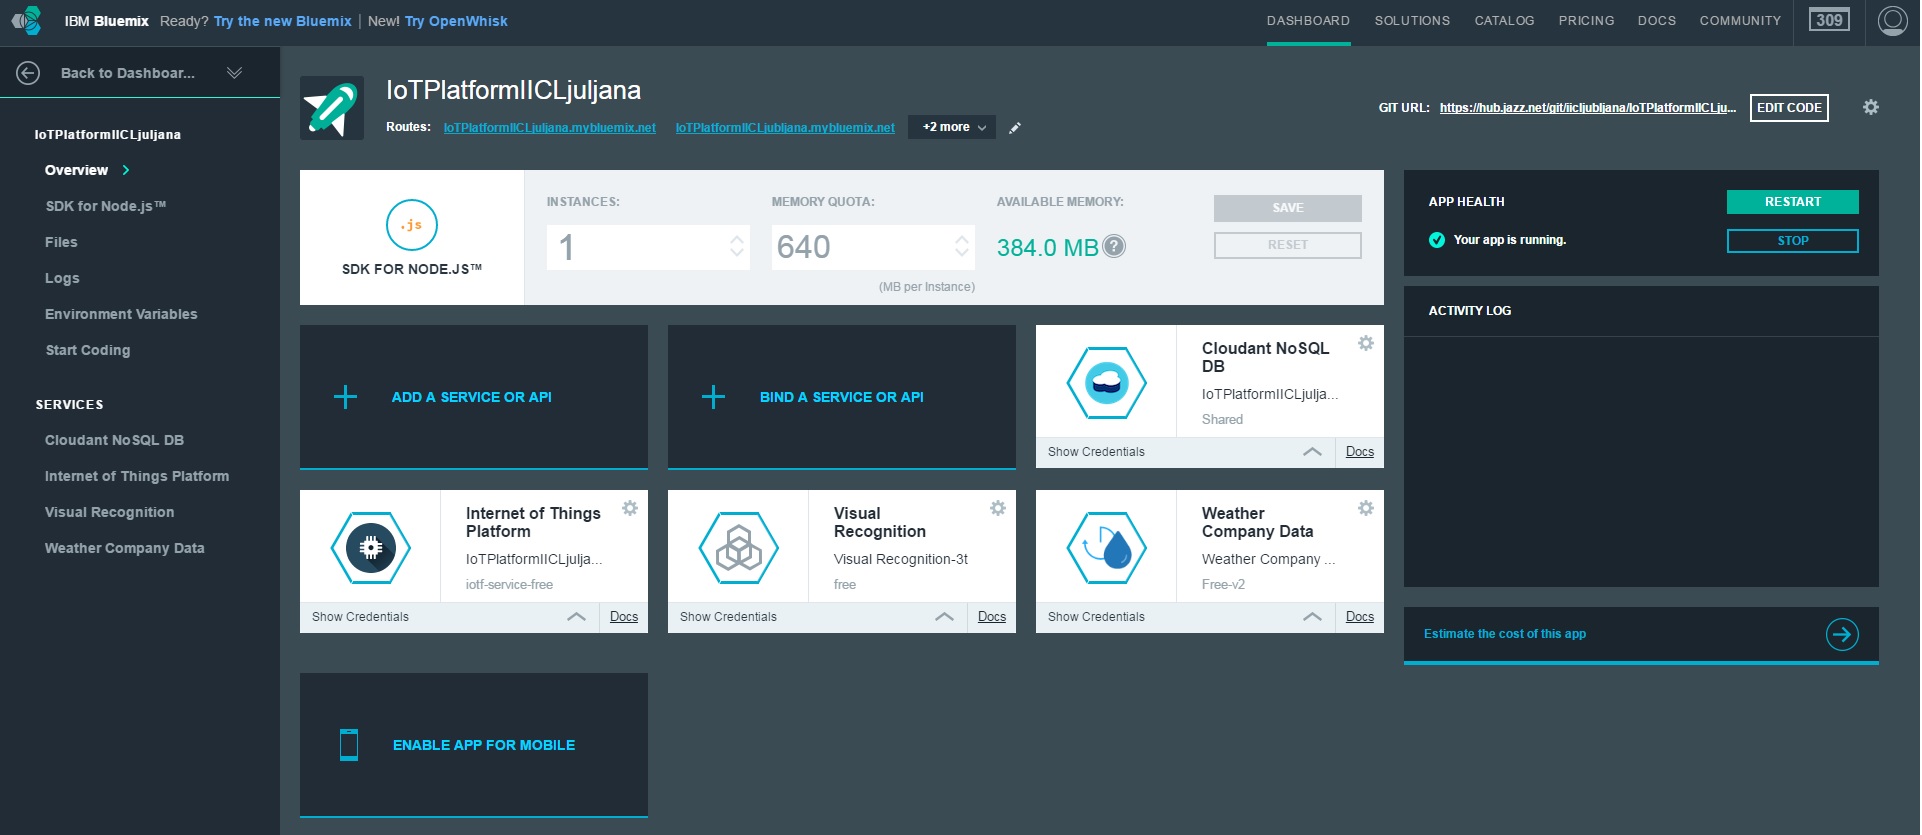 IBM Bluemix Ready? Try the new Bluemix | New! Try OpenWhisk
DASHBOARD SOLUTIONS CATALOG PRICING DOCS COMMUNITY 309
Back to Dashboar...
IoTPlatformIICLjuljana
Overview
SDK for Node.js™
Files
Logs
Environment Variables
Start Coding
SERVICES
Cloudant NoSQL DB
Internet of Things Platform
Visual Recognition
Weather Company Data
IoTPlatformIICLjuljana
Routes: IoTPlatformIICLjuljana.mybluemix.net IoTPlatformIICLjubljana.mybluemix.net +2 more
GIT URL: https://hub.jazz.net/git/iicljubljana/IoTPlatformIICLju... EDIT CODE
.js
SDK FOR NODE.JS™
INSTANCES:
1
MEMORY QUOTA:
640
(MB per Instance)
AVAILABLE MEMORY:
384.0 MB ?
SAVE
RESET
APP HEALTH
Your app is running.
RESTART
STOP
ACTIVITY LOG
Estimate the cost of this app
ADD A SERVICE OR API
BIND A SERVICE OR API
Cloudant NoSQL
DB
IoTPlatformIICLjulja...
Shared
Show Credentials Docs
Internet of Things
Platform
IoTPlatformIICLjulja...
iotf-service-free
Show Credentials Docs
Visual
Recognition
Visual Recognition-3t
free
Show Credentials Docs
Weather
Company Data
Weather Company ...
Free-v2
Show Credentials Docs
ENABLE APP FOR MOBILE